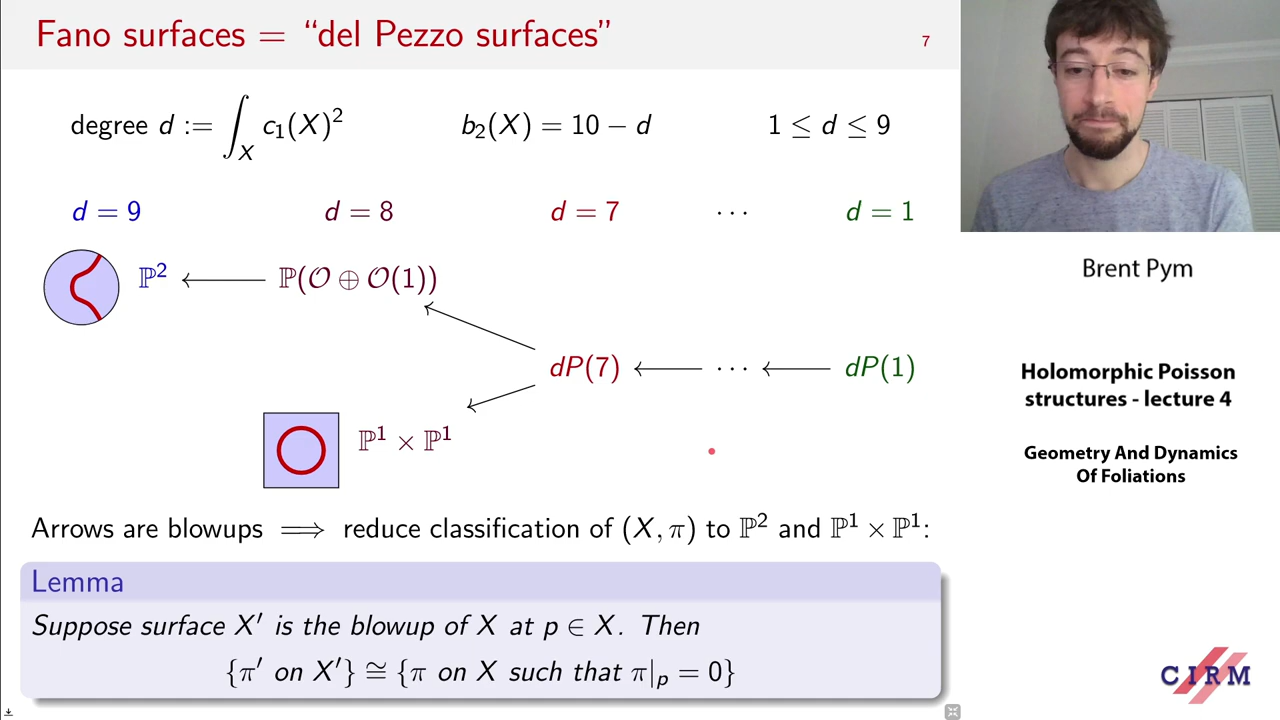 Fano surfaces = “del Pezzo surfaces”
7
degree d := ∫_X c₁(X)² b₂(X) = 10 − d 1 ≤ d ≤ 9
d = 9 d = 8 d = 7 ⋯ d = 1
ℙ² ⟵ ℙ(𝒪 ⊕ 𝒪(1))
dP(7) ⟵ ⋯ ⟵ dP(1)
ℙ¹ × ℙ¹
Arrows are blowups ⟹ reduce classification of (X, π) to ℙ² and ℙ¹ × ℙ¹:
Lemma
Suppose surface X′ is the blowup of X at p ∈ X. Then
{π′ on X′} ≅ {π on X such that π|ₚ = 0}
Brent Pym
Holomorphic Poisson
structures - lecture 4
Geometry And Dynamics
Of Foliations
CIRM